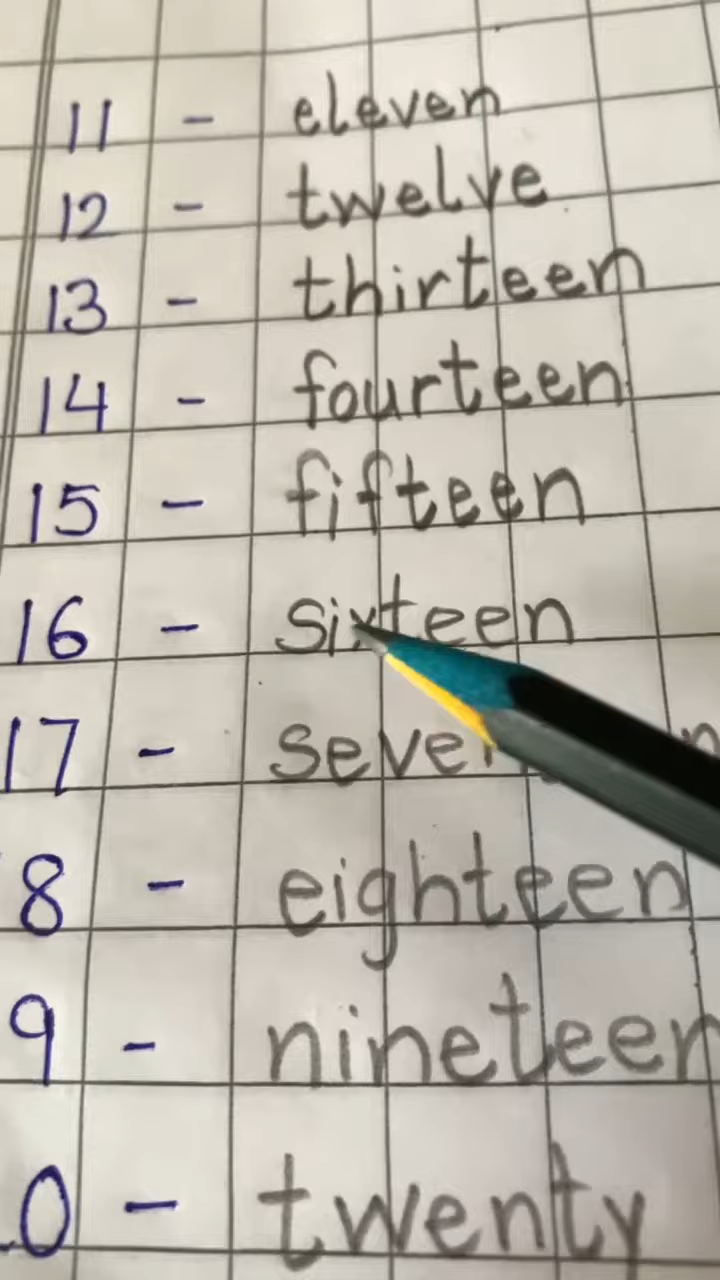 11 - eleven
12 - twelve
13 - thirteen
14 - fourteen
15 - fifteen
16 - sixteen
17 -
8 - eighteen
9 - nineteen
0 - twenty